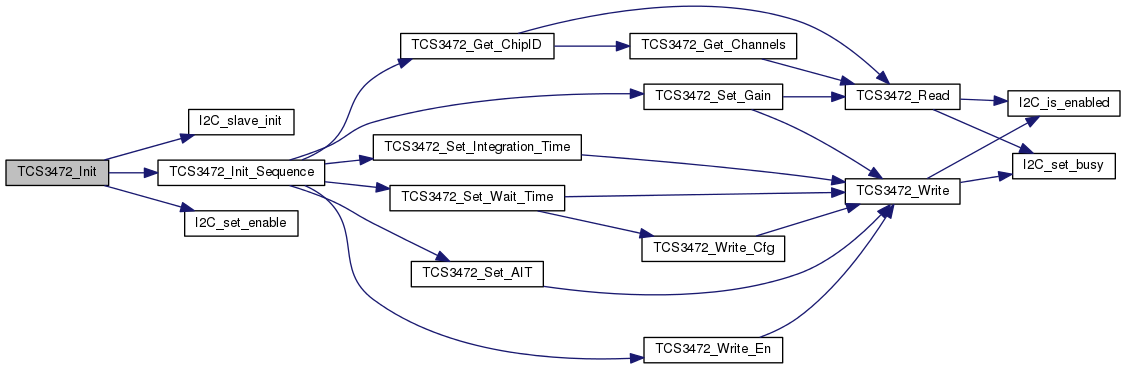 TCS3472_Init
I2C_slave_init
TCS3472_Init_Sequence
I2C_set_enable
TCS3472_Get_ChipID
TCS3472_Get_Channels
TCS3472_Set_Gain
TCS3472_Read
I2C_is_enabled
TCS3472_Set_Integration_Time
I2C_set_busy
TCS3472_Set_Wait_Time
TCS3472_Write
TCS3472_Write_Cfg
TCS3472_Set_AIT
TCS3472_Write_En